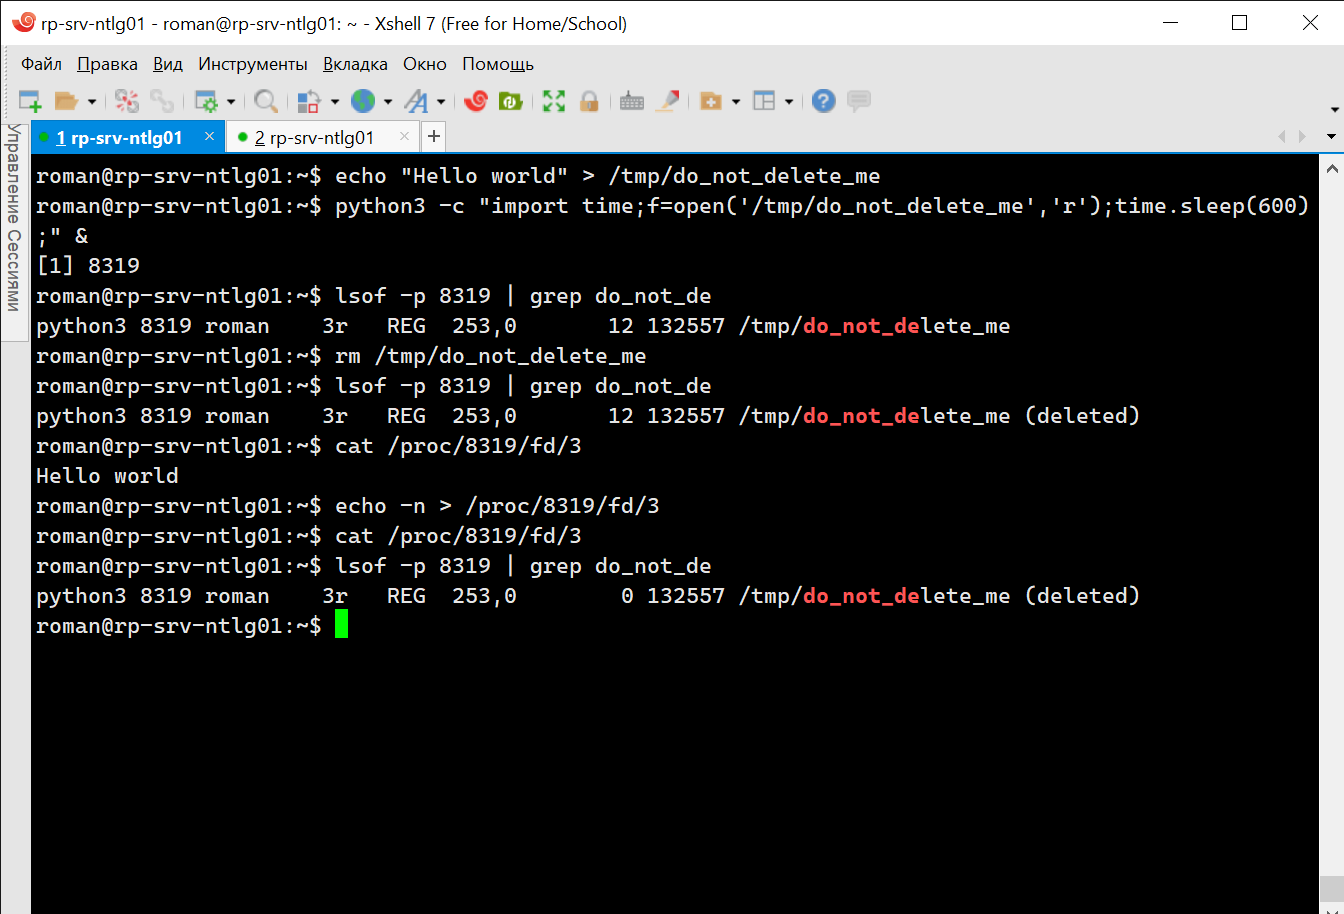 rp-srv-ntlg01 - roman@rp-srv-ntlg01: ~ - Xshell 7 (Free for Home/School)
Файл Правка Вид Инструменты Вкладка Окно Помощь
Управление Сессиями
1 rp-srv-ntlg01 × 2 rp-srv-ntlg01 × +
roman@rp-srv-ntlg01:~$ echo "Hello world" > /tmp/do_not_delete_me
roman@rp-srv-ntlg01:~$ python3 -c "import time;f=open('/tmp/do_not_delete_me','r');time.sleep(600)
;" &
[1] 8319
roman@rp-srv-ntlg01:~$ lsof -p 8319 | grep do_not_de
python3 8319 roman    3r   REG  253,0       12 132557 /tmp/do_not_delete_me
roman@rp-srv-ntlg01:~$ rm /tmp/do_not_delete_me
roman@rp-srv-ntlg01:~$ lsof -p 8319 | grep do_not_de
python3 8319 roman    3r   REG  253,0       12 132557 /tmp/do_not_delete_me (deleted)
roman@rp-srv-ntlg01:~$ cat /proc/8319/fd/3
Hello world
roman@rp-srv-ntlg01:~$ echo -n > /proc/8319/fd/3
roman@rp-srv-ntlg01:~$ cat /proc/8319/fd/3
roman@rp-srv-ntlg01:~$ lsof -p 8319 | grep do_not_de
python3 8319 roman    3r   REG  253,0        0 132557 /tmp/do_not_delete_me (deleted)
roman@rp-srv-ntlg01:~$